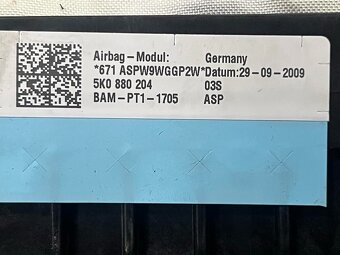 Airbag-Modul: Germany
*671 ASPW9WGGP2W*Datum:29-09-2009
5K0 880 204 03S
BAM-PT1-1705 ASP